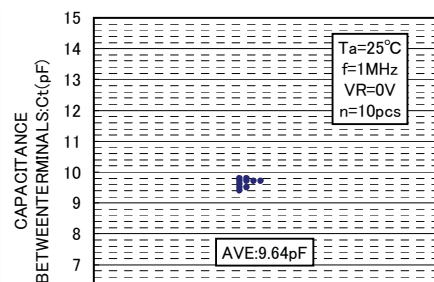 CAPACITANCE
BETWEENTERMINALS:Ct(pF)
15
14
13
12
11
10
9
8
7
Ta=25℃
f=1MHz
VR=0V
n=10pcs
AVE:9.64pF